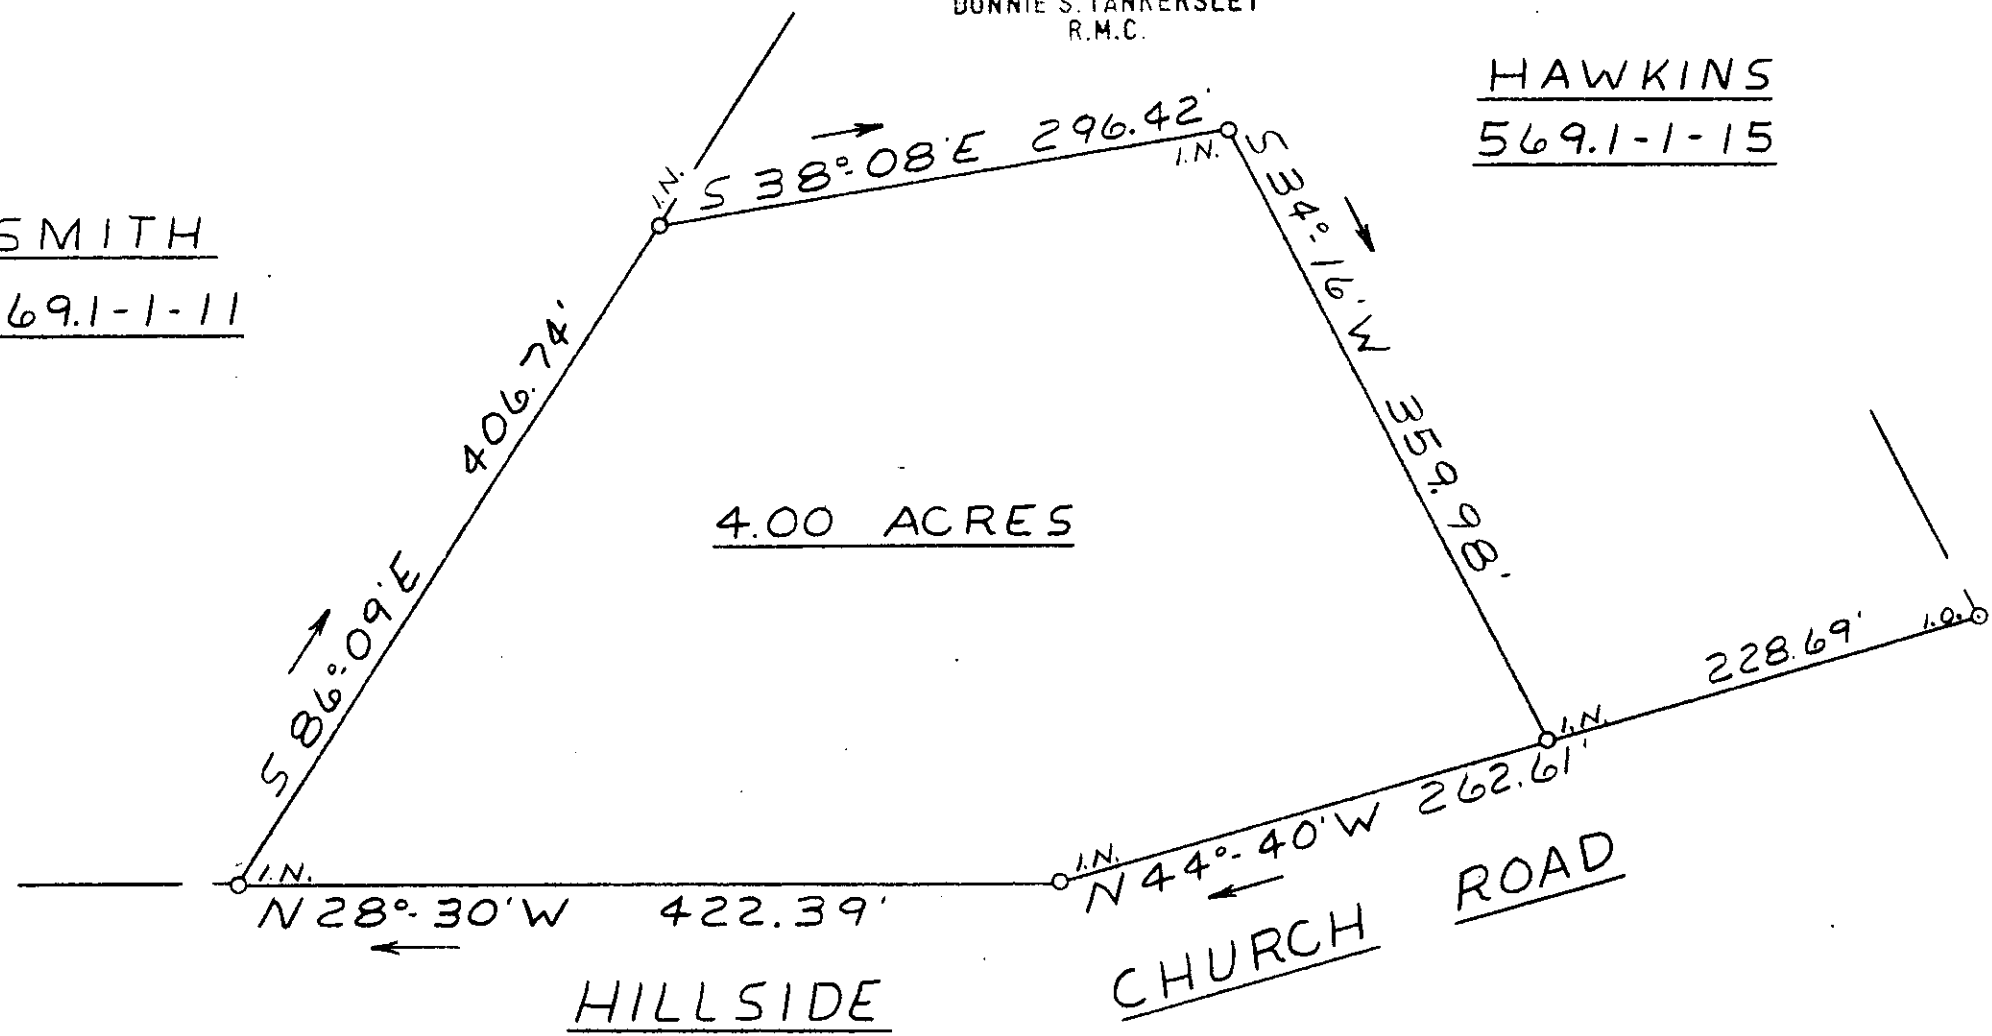 DONNIE S. TANKERSLEY
R.M.C.
HAWKINS
569.1-1-15
SMITH
69.1-1-11
I.N.
S 38°-08'E 296.42'
I.N.
S 34°-16'W 359.98'
406.74'
S 86°-09'E
4.00 ACRES
228.69'
I.O.
I.N.
262.61'
N 44°-40'W
I.N.
I.N.
N 28°-30'W 422.39'
HILLSIDE
CHURCH ROAD